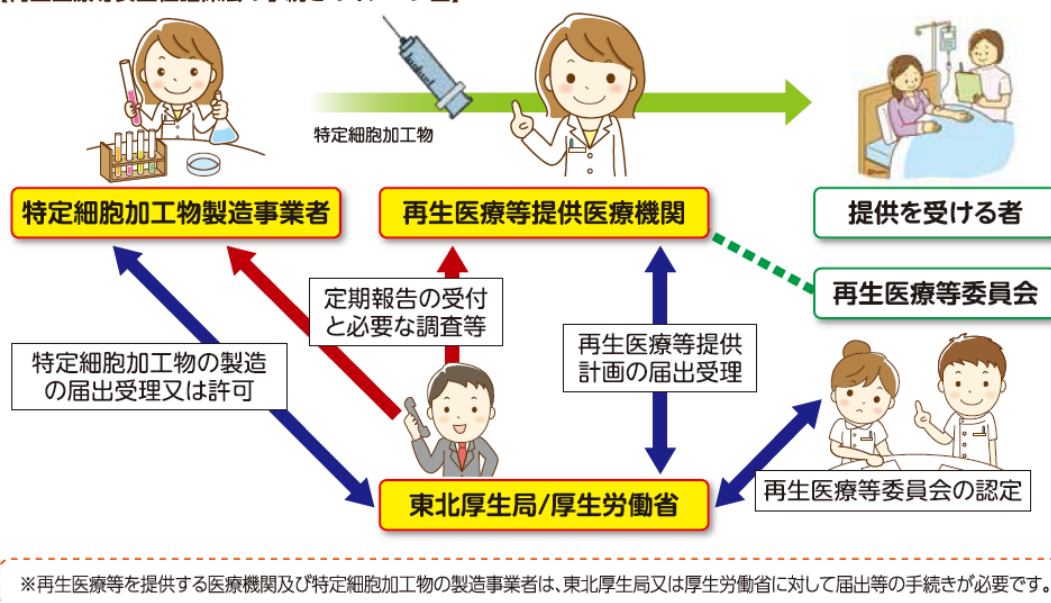 特定細胞加工物
特定細胞加工物製造事業者
再生医療等提供医療機関
提供を受ける者
再生医療等委員会
定期報告の受付
と必要な調査等
特定細胞加工物の製造
の届出受理又は許可
再生医療等提供
計画の届出受理
再生医療等委員会の認定
東北厚生局/厚生労働省
※再生医療等を提供する医療機関及び特定細胞加工物の製造事業者は、東北厚生局又は厚生労働省に対して届出等の手続きが必要です。